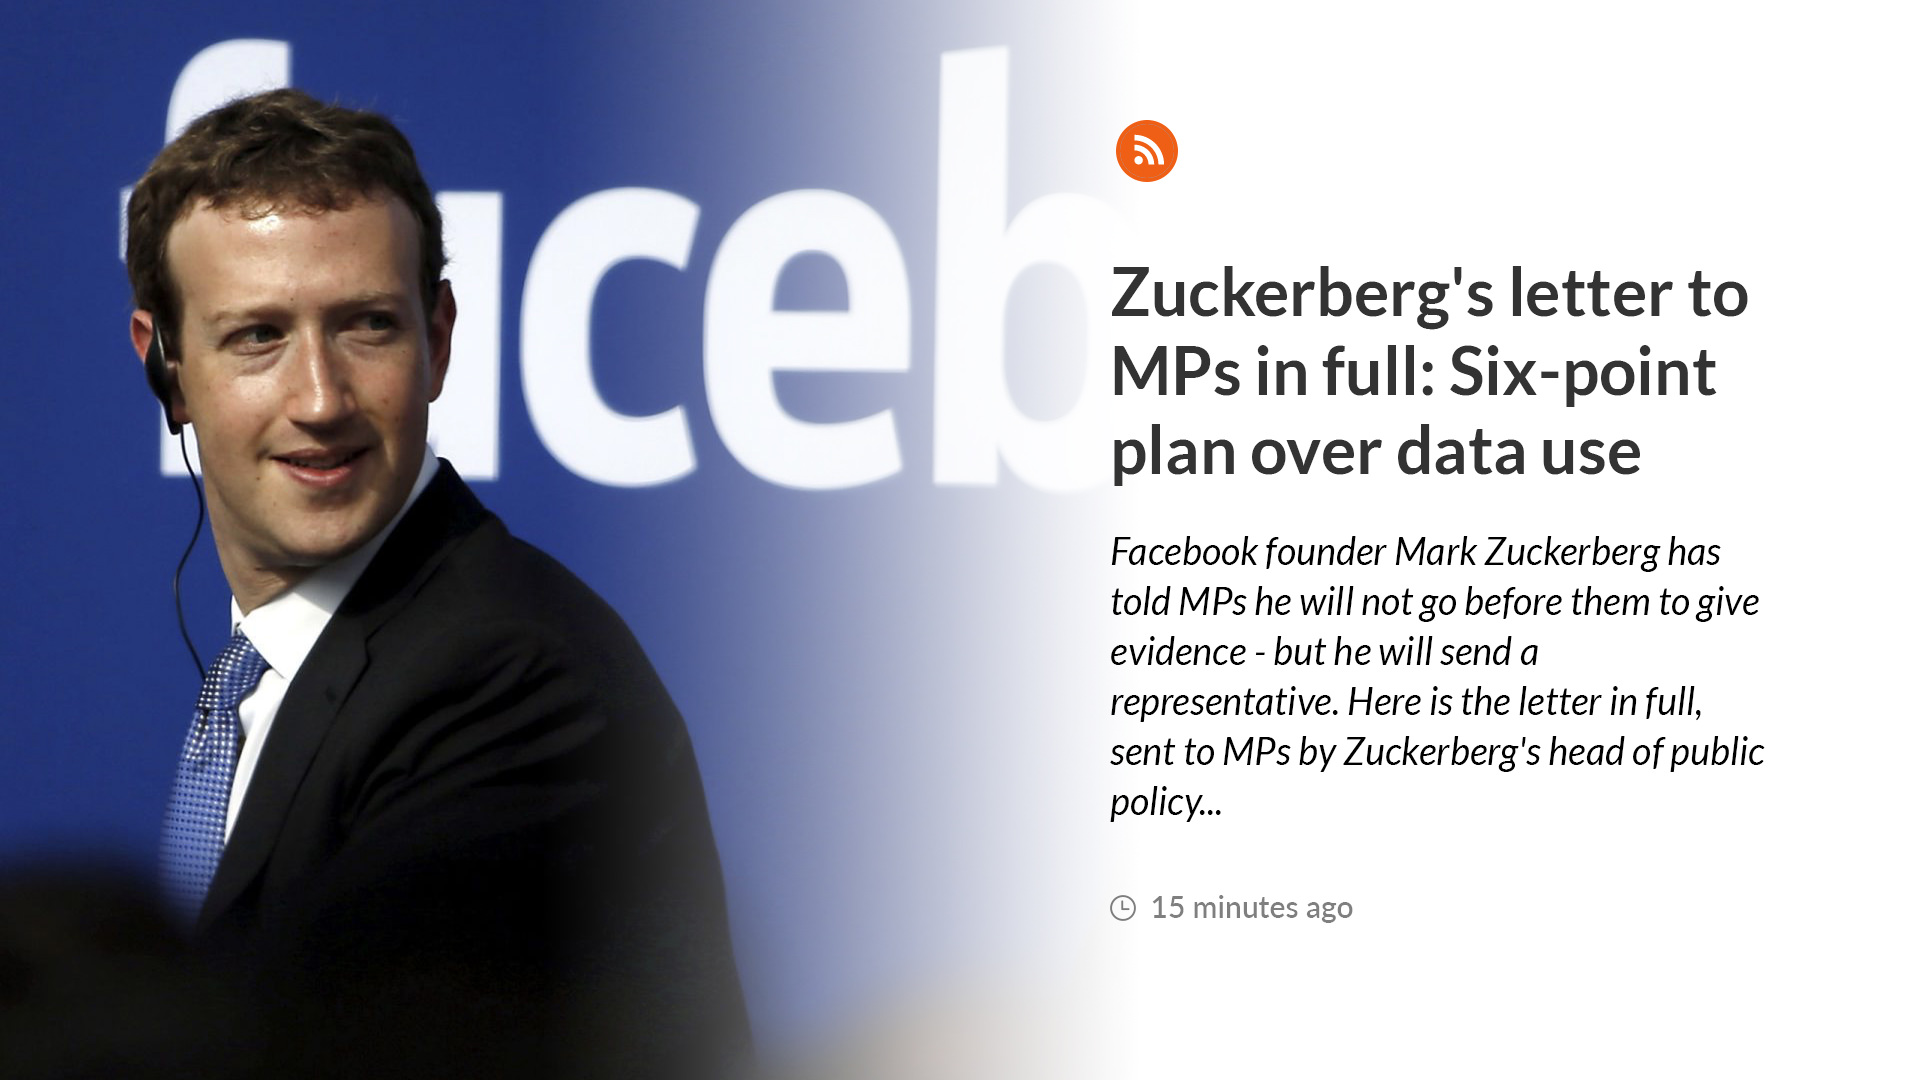 faceb
Zuckerberg's letter to
MPs in full: Six-point
plan over data use
Facebook founder Mark Zuckerberg has
told MPs he will not go before them to give
evidence - but he will send a
representative. Here is the letter in full,
sent to MPs by Zuckerberg's head of public
policy...
15 minutes ago